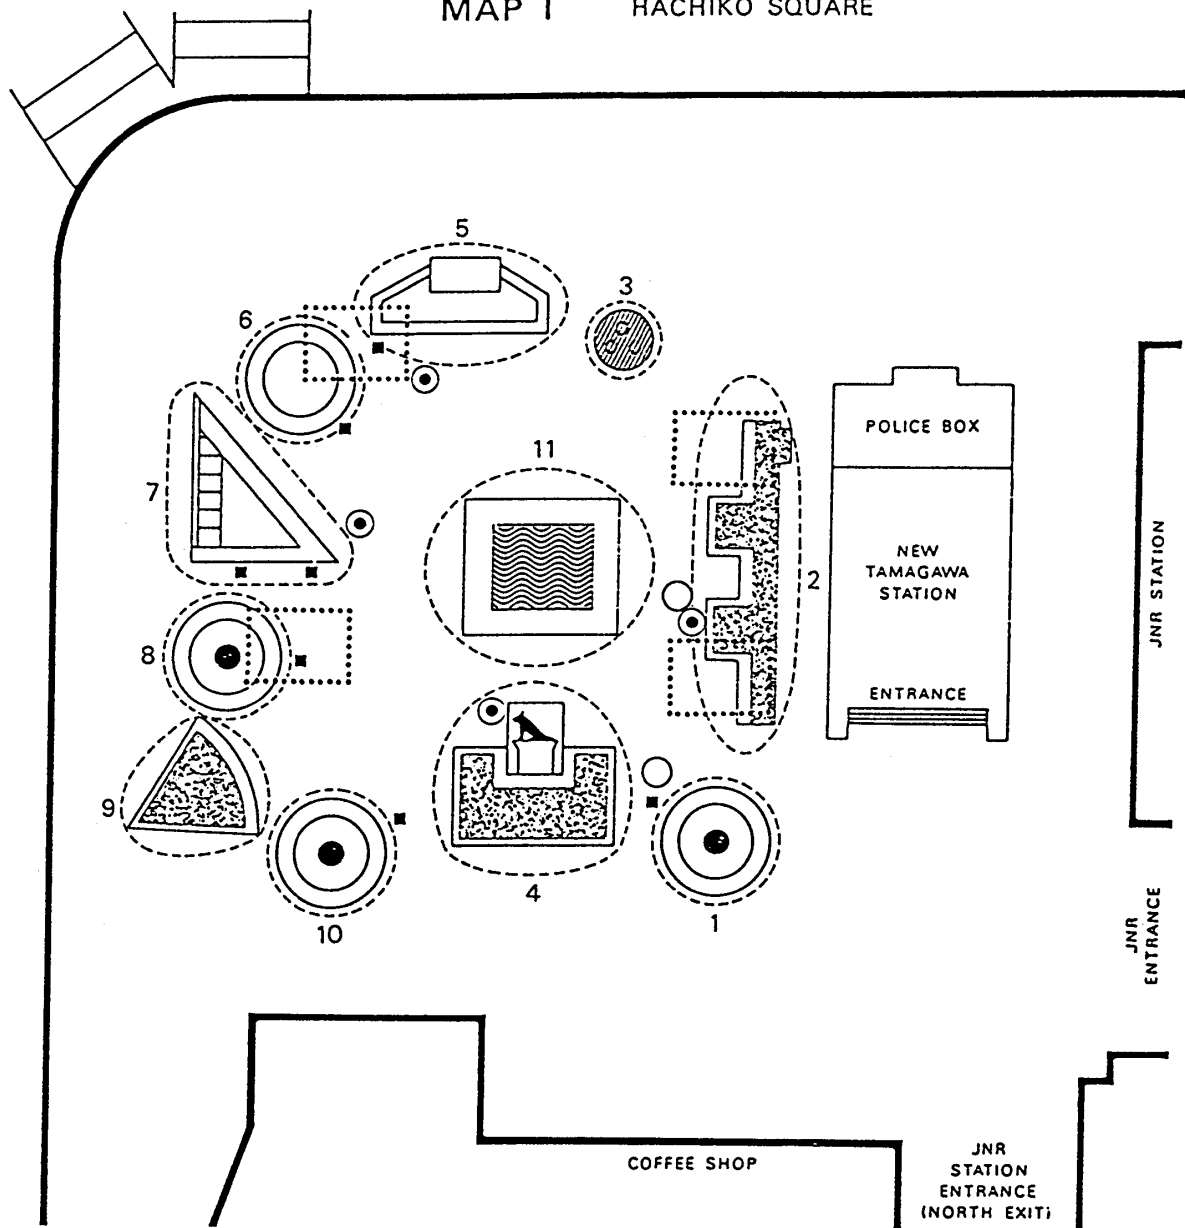 MAP 1 HACHIKO SQUARE
5
3
6
POLICE BOX
11
7
NEW
TAMAGAWA
STATION
2
JNR STATION
8
ENTRANCE
9
4
1
10
JNR
ENTRANCE
COFFEE SHOP
JNR
STATION
ENTRANCE
(NORTH EXIT)